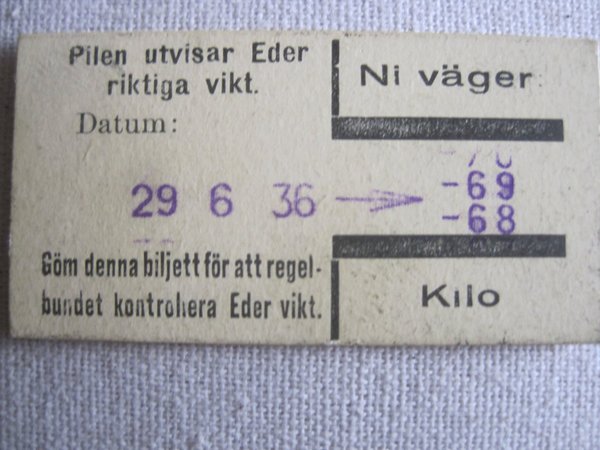 Pilen utvisar Eder
riktiga vikt.
Datum:
29 6 36
Göm denna biljett för att regel-
bundet kontrollera Eder vikt.
Ni väger
-69
-68
Kilo